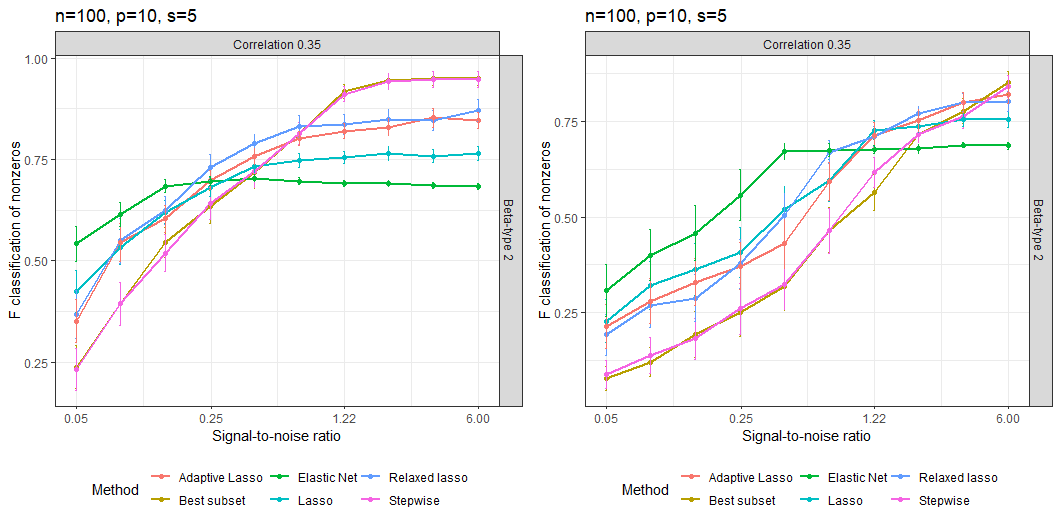 n=100, p=10, s=5
Correlation 0.35
1.00
0.75
0.50
0.25
F classification of nonzeros
Beta-type 2
0.05
0.25
1.22
6.00
Signal-to-noise ratio
Method
Adaptive Lasso
Elastic Net
Relaxed lasso
Best subset
Lasso
Stepwise
n=100, p=10, s=5
Correlation 0.35
0.75
0.50
0.25
F classification of nonzeros
Beta-type 2
0.05
0.25
1.22
6.00
Signal-to-noise ratio
Method
Adaptive Lasso
Elastic Net
Relaxed lasso
Best subset
Lasso
Stepwise